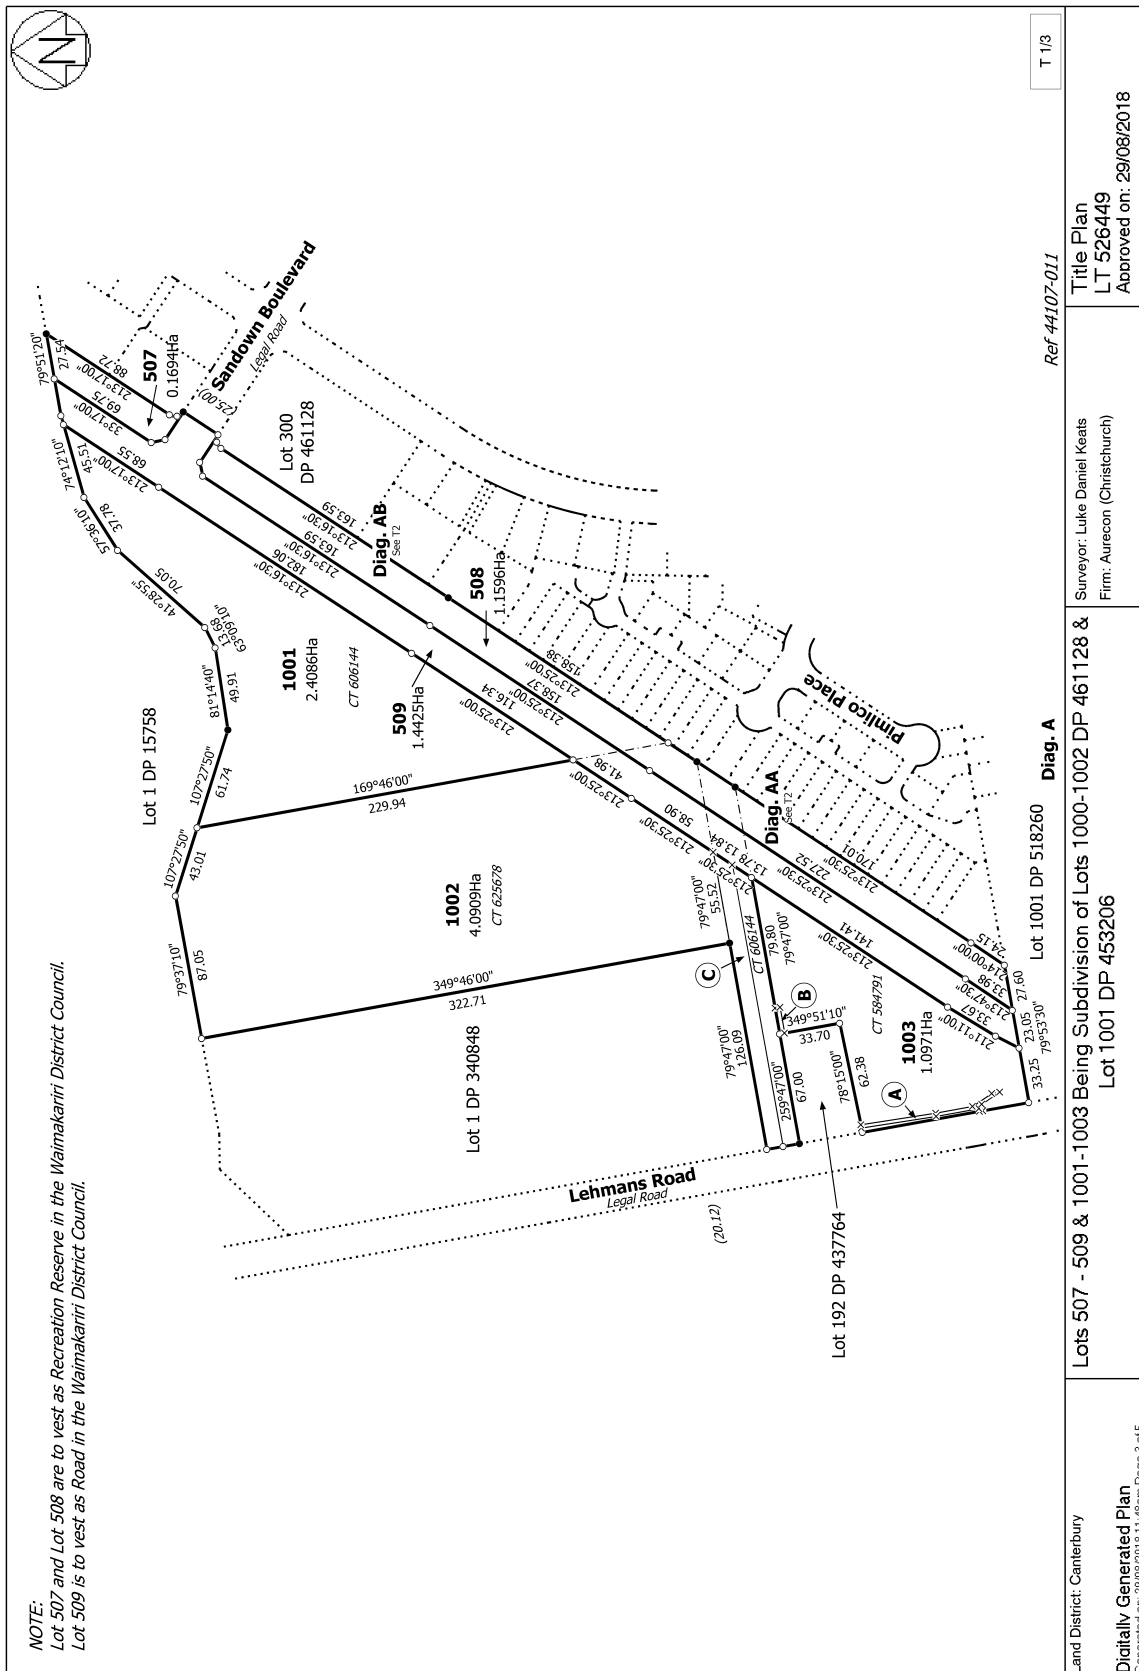 NOTE:
Lot 507 and Lot 508 are to vest as Recreation Reserve in the Waimakariri District Council.
Lot 509 is to vest as Road in the Waimakariri District Council.
N
T 1/3
79°51'20"
27.54
88.72
213°17'00"
507
0.1694Ha
69.75
33°17'00"
Sandown Boulevard
Legal Road
(25.00)
74°12'10"
45.51
68.55
213°17'00"
57°36'10"
37.78
41°28'55"
70.05
13.68
63°09'10"
81°14'40"
49.91
Lot 300
DP 461128
163.59
213°16'30"
163.59
213°16'30"
182.06
213°16'30"
Diag. AB
See T2
508
1.1596Ha
1001
2.4086Ha
CT 606144
Lot 1 DP 15758
107°27'50"
61.74
509
1.4425Ha
116.34
213°25'00"
158.38
213°25'00"
158.37
213°25'00"
Pimlico Place
169°46'00"
229.94
107°27'50"
43.01
41.98
213°25'00"
58.90
213°25'30"
13.84
13.78
213°25'30"
Diag. AA
See T2
1002
4.0909Ha
CT 625678
79°37'10"
87.05
349°46'00"
322.71
79°47'00"
55.52
CT 606144
79.80
79°47'00"
C
B
227.52
213°25'30"
170.01
213°25'30"
141.41
213°25'30"
Lot 1 DP 340848
79°47'00"
126.09
259°47'00"
67.00
349°51'10"
33.70
78°15'00"
62.38
CT 584791
1003
1.0971Ha
A
24.15
214°00'00"
33.98
213°47'30"
33.67
211°11'00"
27.60
23.05
79°53'30"
33.25
Lot 1001 DP 518260
Diag. A
Lehmans Road
Legal Road
(20.12)
Lot 192 DP 437764
Ref 44107-011
Land District: Canterbury
Digitally Generated Plan
Lots 507 - 509 & 1001-1003 Being Subdivision of Lots 1000-1002 DP 461128 &
Lot 1001 DP 453206
Surveyor: Luke Daniel Keats
Firm: Aurecon (Christchurch)
Title Plan
LT 526449
Approved on: 29/08/2018